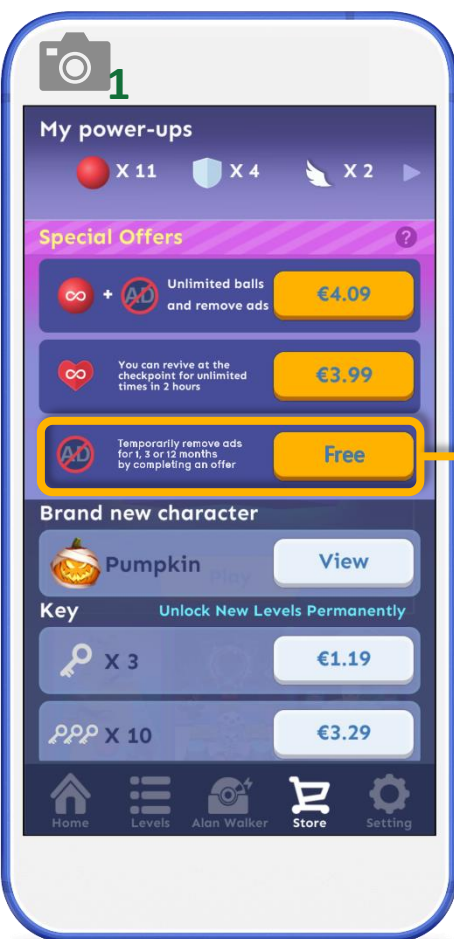 1
My power-ups
X 11 X 4 X 2
Special Offers ?
∞ + AD Unlimited balls
and remove ads €4.09
∞ You can revive at the
checkpoint for unlimited
times in 2 hours €3.99
AD Temporarily remove ads
for 1, 3 or 12 months
by completing an offer Free
Brand new character
Pumpkin View
Play
Key Unlock New Levels Permanently
X 3 €1.19
X 10 €3.29
Home Levels Alan Walker Store Setting